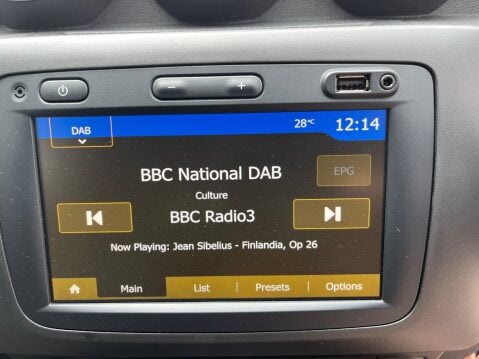 DAB
28°C
12:14
BBC National DAB
EPG
Culture
BBC Radio3
Now Playing: Jean Sibelius - Finlandia, Op 26
Main
List
Presets
Options